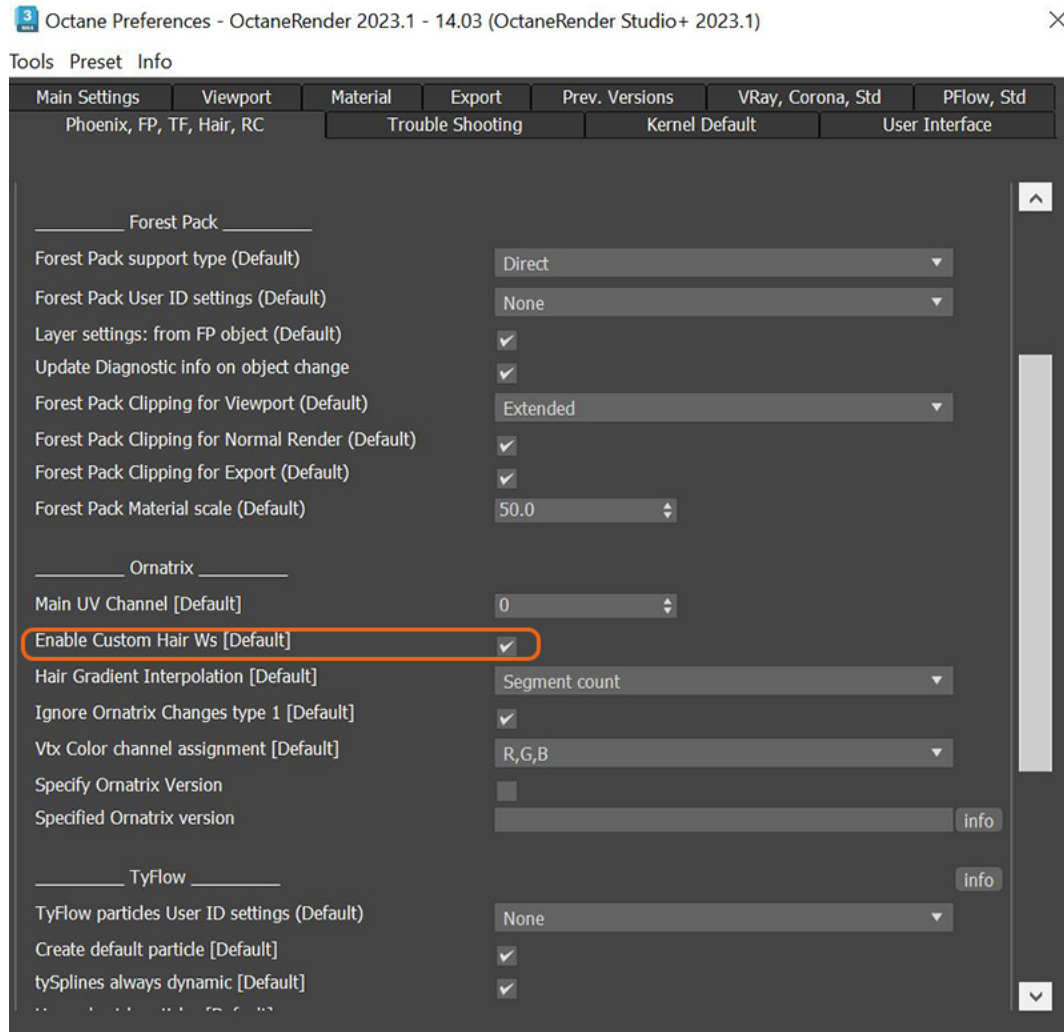 Octane Preferences - OctaneRender 2023.1 - 14.03 (OctaneRender Studio+ 2023.1)
Tools Preset Info
Main Settings Viewport Material Export Prev. Versions VRay, Corona, Std PFlow, Std
Phoenix, FP, TF, Hair, RC Trouble Shooting Kernel Default User Interface
Forest Pack
Forest Pack support type (Default) Direct
Forest Pack User ID settings (Default) None
Layer settings: from FP object (Default)
Update Diagnostic info on object change
Forest Pack Clipping for Viewport (Default) Extended
Forest Pack Clipping for Normal Render (Default)
Forest Pack Clipping for Export (Default)
Forest Pack Material scale (Default) 50.0
Ornatrix
Main UV Channel [Default] 0
Enable Custom Hair Ws [Default]
Hair Gradient Interpolation [Default] Segment count
Ignore Ornatrix Changes type 1 [Default]
Vtx Color channel assignment [Default] R,G,B
Specify Ornatrix Version
Specified Ornatrix version info
TyFlow info
TyFlow particles User ID settings (Default) None
Create default particle [Default]
tySplines always dynamic [Default]